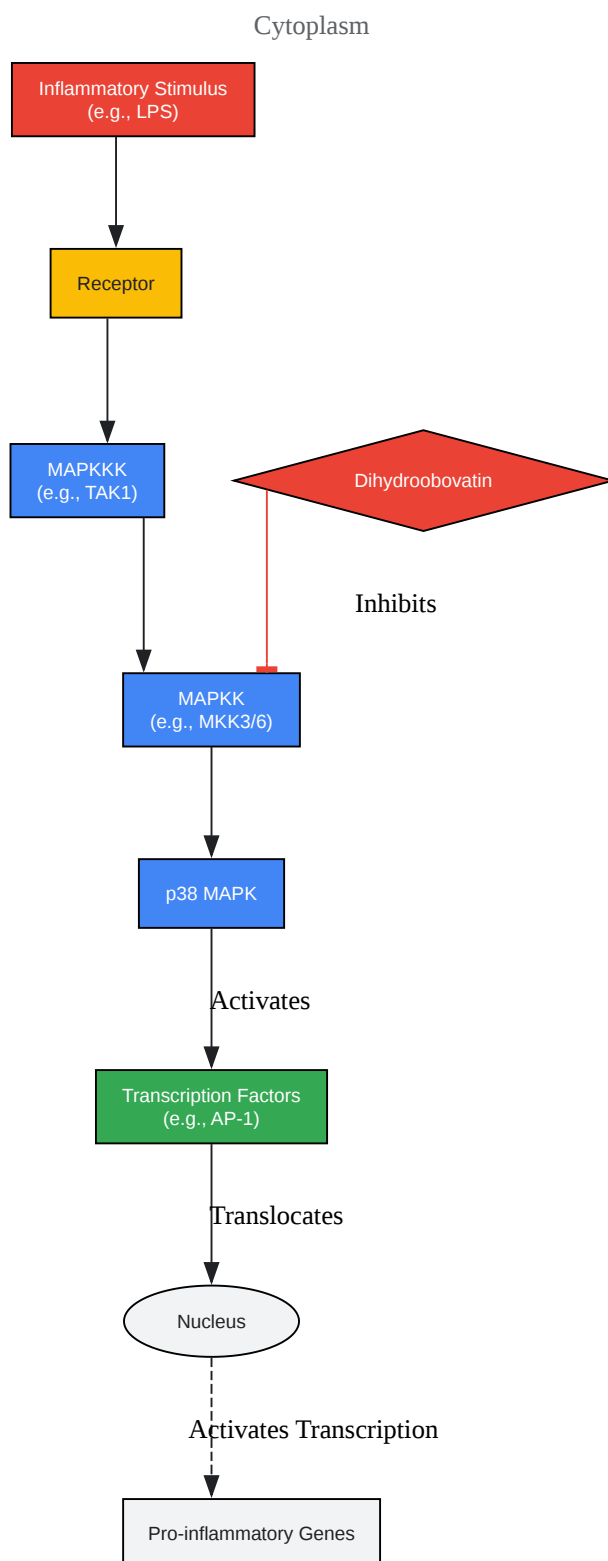 Cytoplasm
Inflammatory Stimulus
(e.g., LPS)
Receptor
MAPKKK
(e.g., TAK1)
Dihydroobovatin
Inhibits
MAPKK
(e.g., MKK3/6)
p38 MAPK
Activates
Transcription Factors
(e.g., AP-1)
Translocates
Nucleus
Activates Transcription
Pro-inflammatory Genes